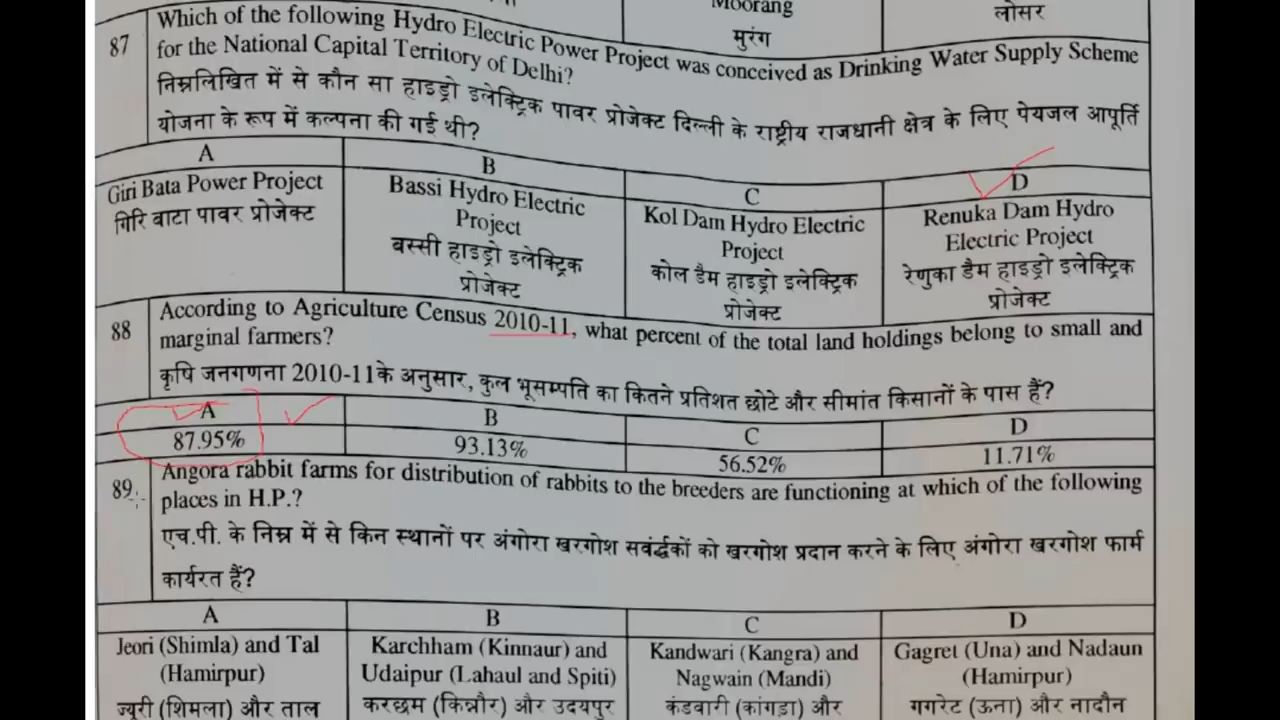 Moorang
मुरंग
लोसर
87
Which of the following Hydro Electric Power Project was conceived as Drinking Water Supply Scheme
for the National Capital Territory of Delhi?
निम्नलिखित में से कौन सा हाइड्रो इलेक्ट्रिक पावर प्रोजेक्ट दिल्ली के राष्ट्रीय राजधानी क्षेत्र के लिए पेयजल आपूर्ति
योजना के रूप में कल्पना की गई थी?
A
B
C
D
Giri Bata Power Project
गिरि बाटा पावर प्रोजेक्ट
Bassi Hydro Electric
Project
बस्सी हाइड्रो इलेक्ट्रिक
प्रोजेक्ट
Kol Dam Hydro Electric
Project
कोल डैम हाइड्रो इलेक्ट्रिक
प्रोजेक्ट
Renuka Dam Hydro
Electric Project
रेणुका डैम हाइड्रो इलेक्ट्रिक
प्रोजेक्ट
88
According to Agriculture Census 2010-11, what percent of the total land holdings belong to small and
marginal farmers?
कृषि जनगणना 2010-11के अनुसार, कुल भूसम्पति का कितने प्रतिशत छोटे और सीमांत किसानों के पास हैं?
A
B
C
D
87.95%
93.13%
56.52%
11.71%
89
Angora rabbit farms for distribution of rabbits to the breeders are functioning at which of the following
places in H.P.?
एच.पी. के निम्न में से किन स्थानों पर अंगोरा खरगोश सवंर्द्धकों को खरगोश प्रदान करने के लिए अंगोरा खरगोश फार्म
कार्यरत हैं?
A
B
C
D
Jeori (Shimla) and Tal
(Hamirpur)
ज्यूरी (शिमला) और ताल
Karchham (Kinnaur) and
Udaipur (Lahaul and Spiti)
करछम (किन्नौर) और उदयपुर
Kandwari (Kangra) and
Nagwain (Mandi)
कंडवारी (कांगड़ा) और
Gagret (Una) and Nadaun
(Hamirpur)
गगरेट (ऊना) और नादौन